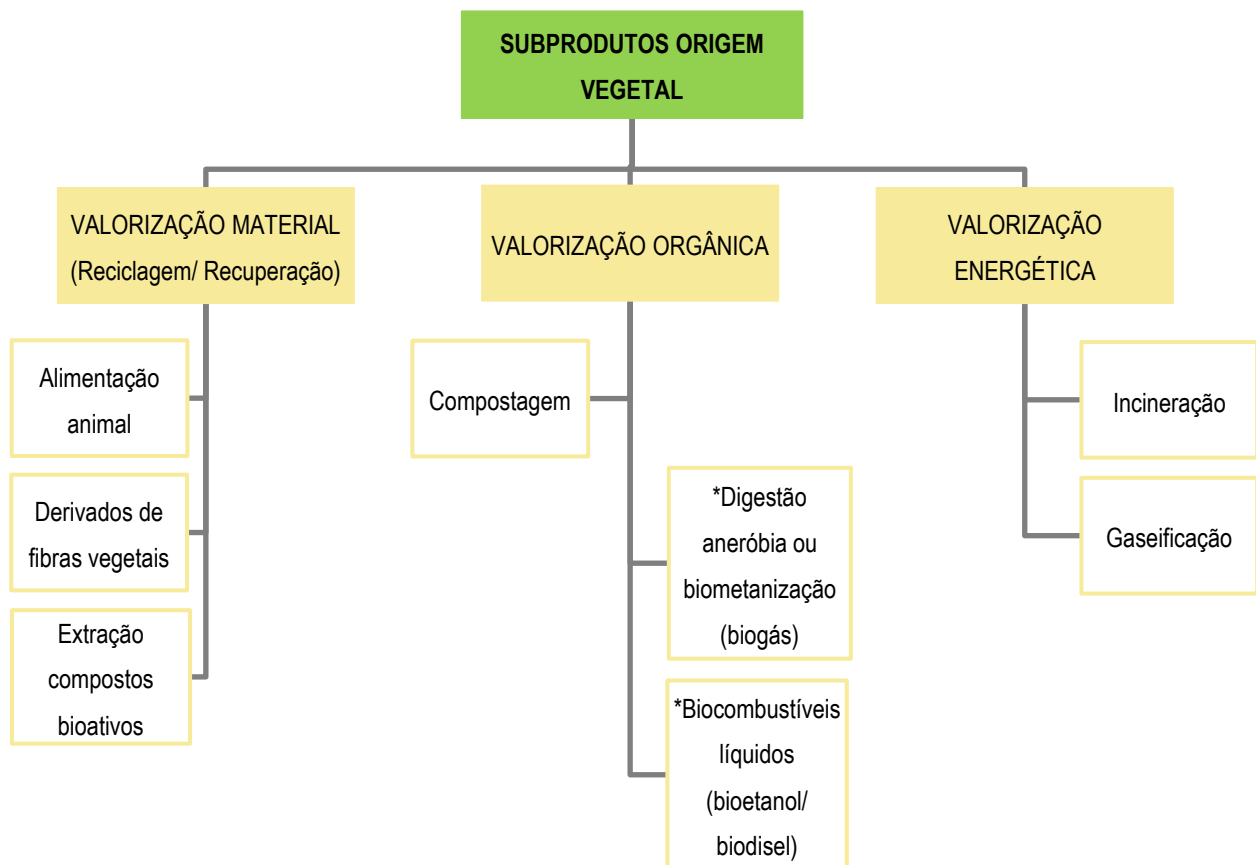 SUBPRODUTOS ORIGEM
VEGETAL
VALORIZAÇÃO MATERIAL
(Reciclagem/ Recuperação)
VALORIZAÇÃO ORGÂNICA
VALORIZAÇÃO
ENERGÉTICA
Alimentação
animal
Derivados de
fibras vegetais
Extração
compostos
bioativos
Compostagem
*Digestão
aneróbia ou
biometanização
(biogás)
*Biocombustíveis
líquidos
(bioetanol/
biodisel)
Incineração
Gaseificação